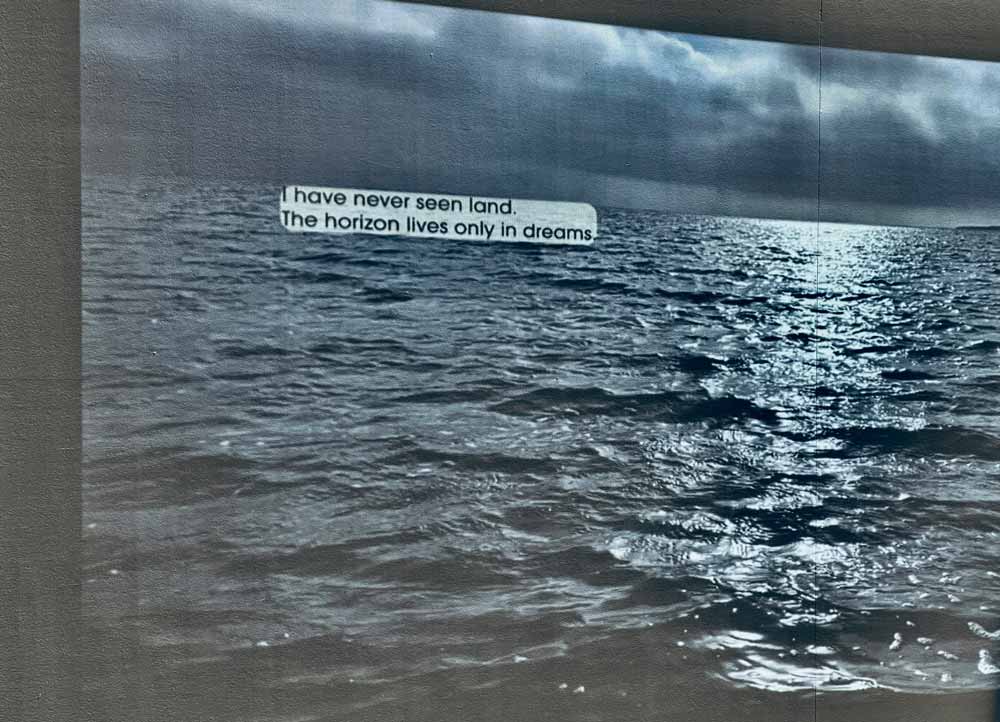 I have never seen land.
The horizon lives only in dreams.